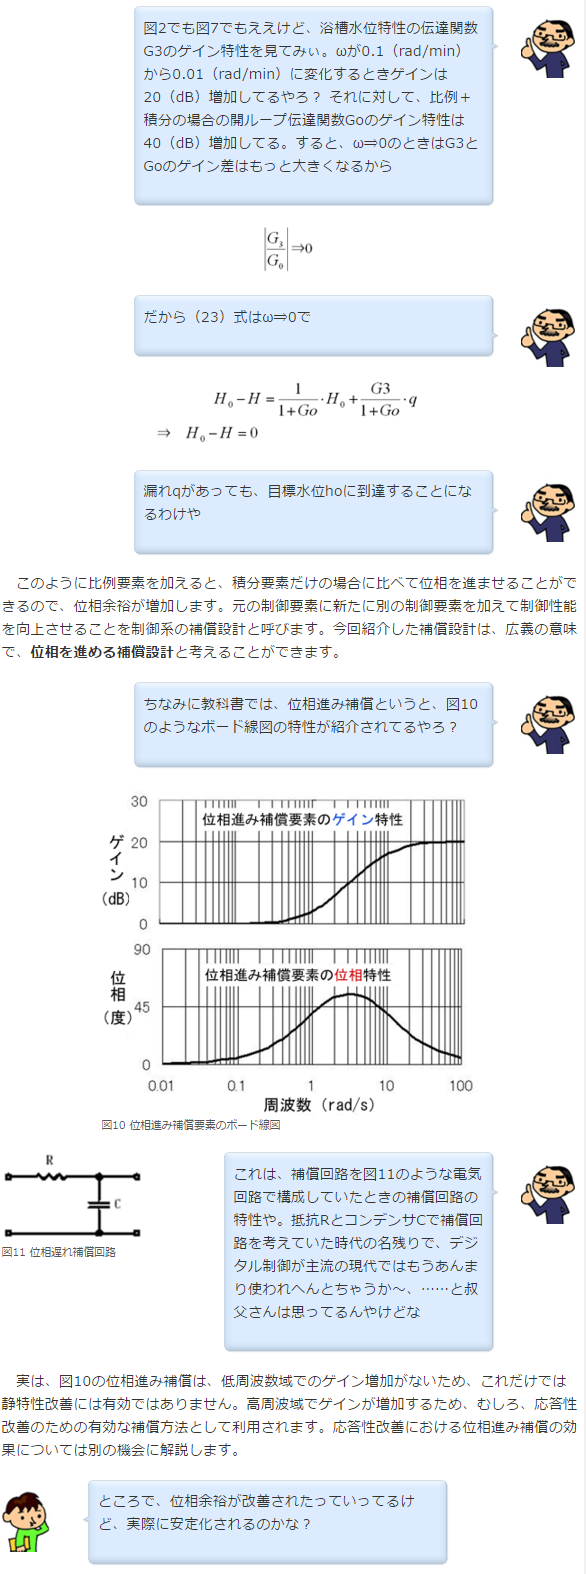 図2でも図7でもええけど、浴槽水位特性の伝達関数
G3のゲイン特性を見てみぃ。ωが0.1（rad/min）
から0.01（rad/min）に変化するときゲインは
20（dB）増加してるやろ？ それに対して、比例＋
積分の場合の開ループ伝達関数Goのゲイン特性は
40（dB）増加してる。すると、ω⇒0のときはG3と
Goのゲイン差はもっと大きくなるから
|G₃/G₀|⇒0
だから（23）式はω⇒0で
H₀−H = 1/(1+Go)・H₀ + G3/(1+Go)・q
⇒ H₀−H = 0
漏れqがあっても、目標水位hoに到達することにな
るわけや
このように比例要素を加えると、積分要素だけの場合に比べて位相を進ませることがで
きるので、位相余裕が増加します。元の制御要素に新たに別の制御要素を加えて制御性能
を向上させることを制御系の補償設計と呼びます。今回紹介した補償設計は、広義の意味
で、位相を進める補償設計と考えることができます。
ちなみに教科書では、位相進み補償というと、図10
のようなボード線図の特性が紹介されてるやろ？
位相進み補償要素のゲイン特性
ゲイン
（dB）
30
20
10
0
位相進み補償要素の位相特性
位相
（度）
90
45
0
0.01 0.1 1 10 100
周波数（rad/s）
図10 位相進み補償要素のボード線図
R
C
図11 位相遅れ補償回路
これは、補償回路を図11のような電気
回路で構成していたときの補償回路の
特性や。抵抗RとコンデンサCで補償回
路を考えていた時代の名残りで、デジ
タル制御が主流の現代ではもうあんま
り使われへんとちゃうか～、……と叔
父さんは思ってるんやけどな
実は、図10の位相進み補償は、低周波数域でのゲイン増加がないため、これだけでは
静特性改善には有効ではありません。高周波域でゲインが増加するため、むしろ、応答性
改善のための有効な補償方法として利用されます。応答性改善における位相進み補償の効
果については別の機会に解説します。
ところで、位相余裕が改善されたっていってるけ
ど、実際に安定化されるのかな？